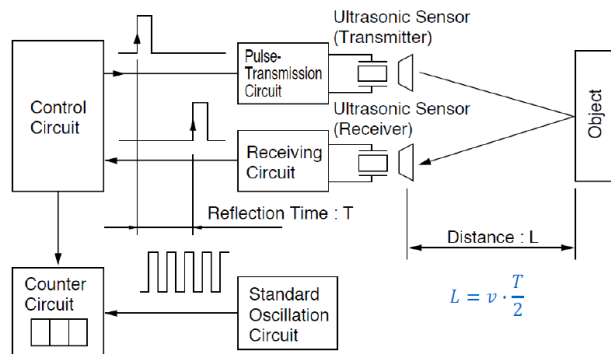 Ultrasonic Sensor
(Transmitter)
Pulse-
Transmission
Circuit
Control
Circuit
Ultrasonic Sensor
(Receiver)
Object
Receiving
Circuit
Reflection Time : T
Distance : L
Counter
Circuit
Standard
Oscillation
Circuit
L = v · T/2